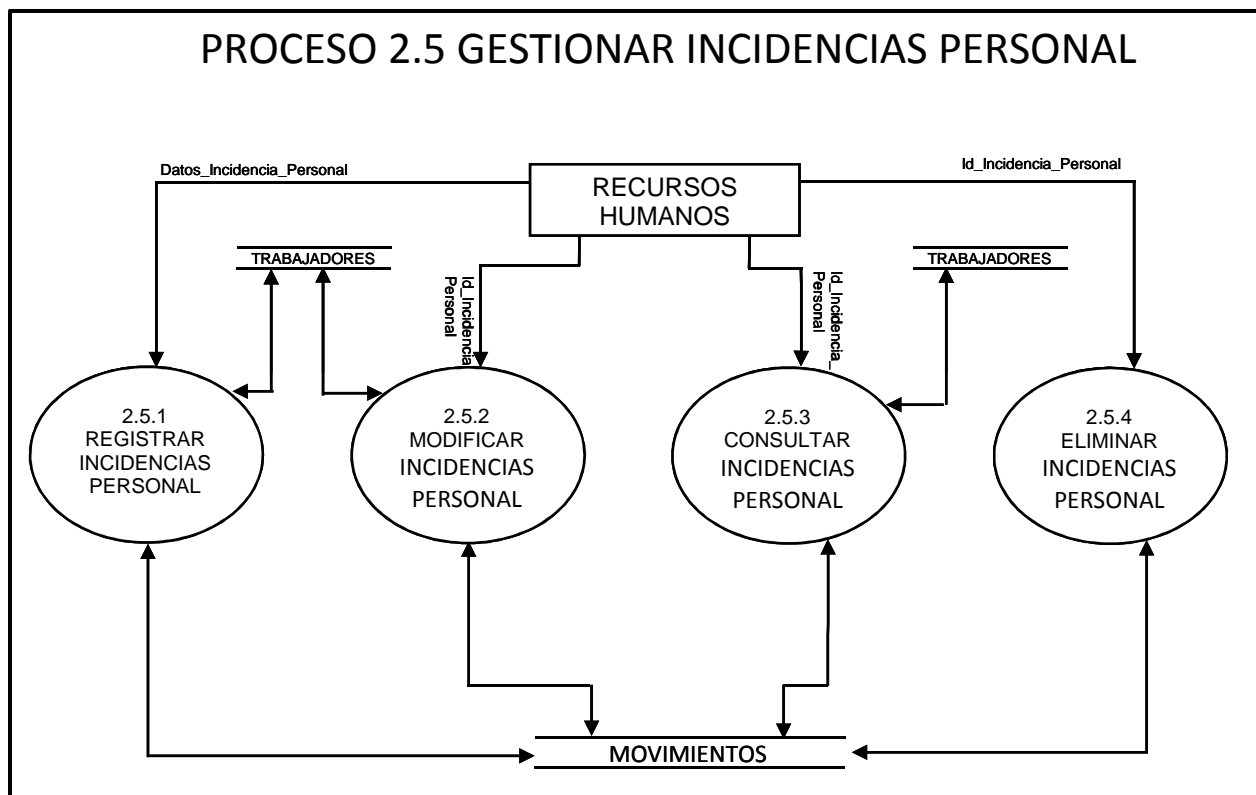 PROCESO 2.5 GESTIONAR INCIDENCIAS PERSONAL
Datos_Incidencia_Personal
RECURSOS
HUMANOS
Id_Incidencia_Personal
TRABAJADORES
TRABAJADORES
Id_Incidencia_
Personal
Id_Incidencia_
Personal
2.5.1
REGISTRAR
INCIDENCIAS
PERSONAL
2.5.2
MODIFICAR
INCIDENCIAS
PERSONAL
2.5.3
CONSULTAR
INCIDENCIAS
PERSONAL
2.5.4
ELIMINAR
INCIDENCIAS
PERSONAL
MOVIMIENTOS